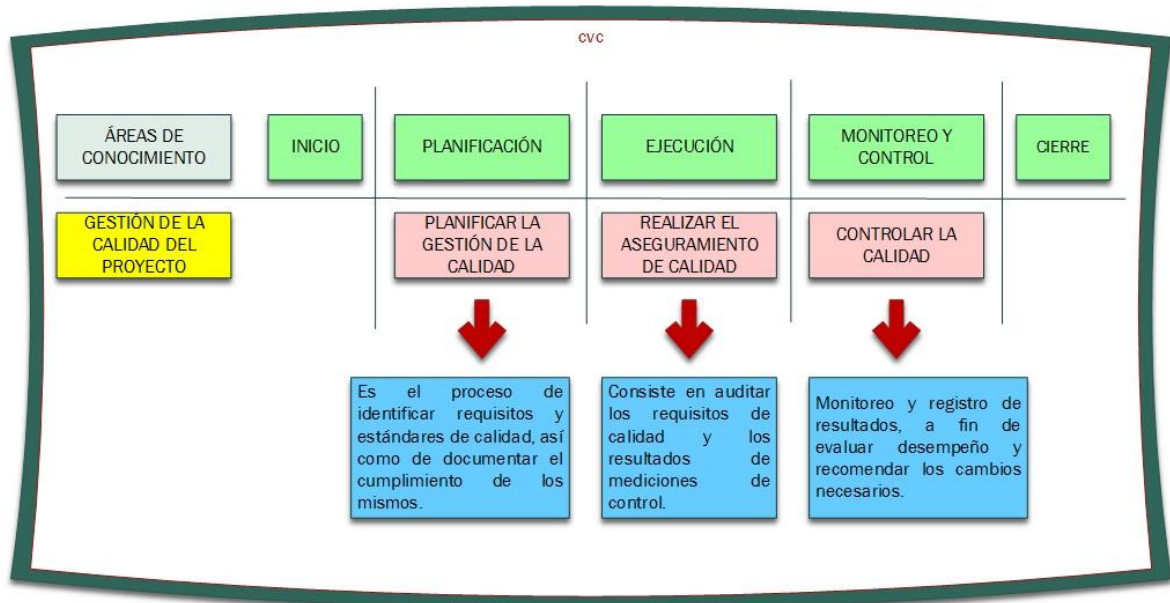 cvc
ÁREAS DE
CONOCIMIENTO
INICIO
PLANIFICACIÓN
EJECUCIÓN
MONITOREO Y
CONTROL
CIERRE
GESTIÓN DE LA
CALIDAD DEL
PROYECTO
PLANIFICAR LA
GESTIÓN DE LA
CALIDAD
REALIZAR EL
ASEGURAMIENTO
DE CALIDAD
CONTROLAR LA
CALIDAD
Es el proceso de
identificar requisitos y
estándares de calidad, así
como de documentar el
cumplimiento de los
mismos.
Consiste en auditar
los requisitos de
calidad y los
resultados de
mediciones de
control.
Monitoreo y registro de
resultados, a fin de
evaluar desempeño y
recomendar los cambios
necesarios.